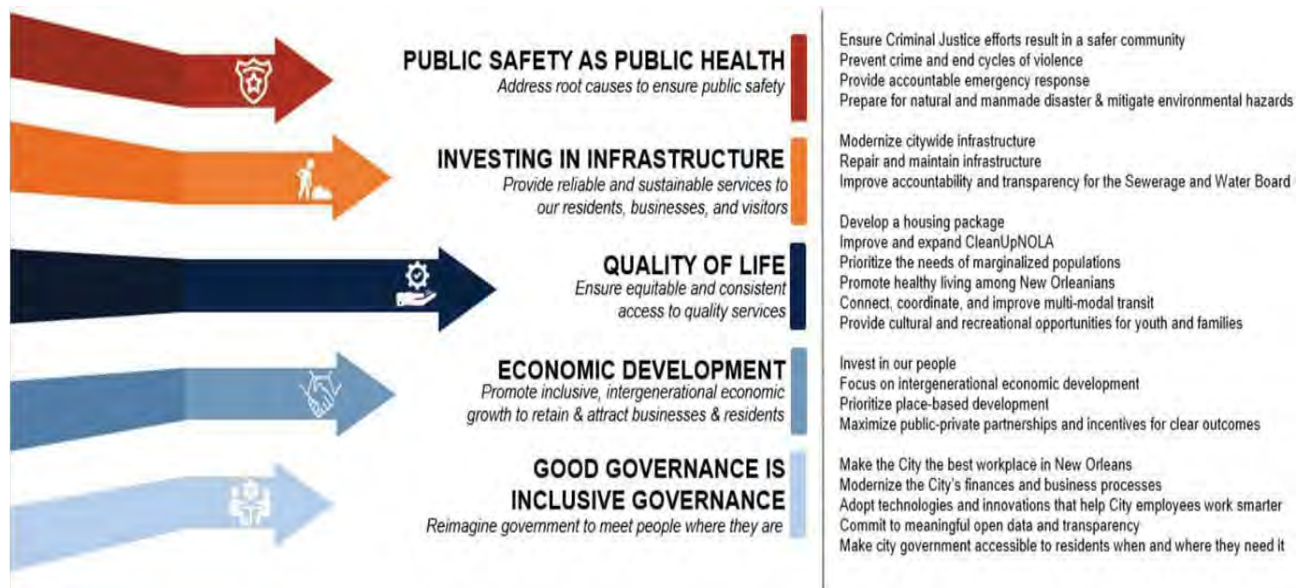 PUBLIC SAFETY AS PUBLIC HEALTH
Address root causes to ensure public safety
Ensure Criminal Justice efforts result in a safer community
Prevent crime and end cycles of violence
Provide accountable emergency response
Prepare for natural and manmade disaster & mitigate environmental hazards
INVESTING IN INFRASTRUCTURE
Provide reliable and sustainable services to
our residents, businesses, and visitors
Modernize citywide infrastructure
Repair and maintain infrastructure
Improve accountability and transparency for the Sewerage and Water Board
QUALITY OF LIFE
Ensure equitable and consistent
access to quality services
Develop a housing package
Improve and expand CleanUpNOLA
Prioritize the needs of marginalized populations
Promote healthy living among New Orleanians
Connect, coordinate, and improve multi-modal transit
Provide cultural and recreational opportunities for youth and families
ECONOMIC DEVELOPMENT
Promote inclusive, intergenerational economic
growth to retain & attract businesses & residents
Invest in our people
Focus on intergenerational economic development
Prioritize place-based development
Maximize public-private partnerships and incentives for clear outcomes
GOOD GOVERNANCE IS
INCLUSIVE GOVERNANCE
Reimagine government to meet people where they are
Make the City the best workplace in New Orleans
Modernize the City's finances and business processes
Adopt technologies and innovations that help City employees work smarter
Commit to meaningful open data and transparency
Make city government accessible to residents when and where they need it